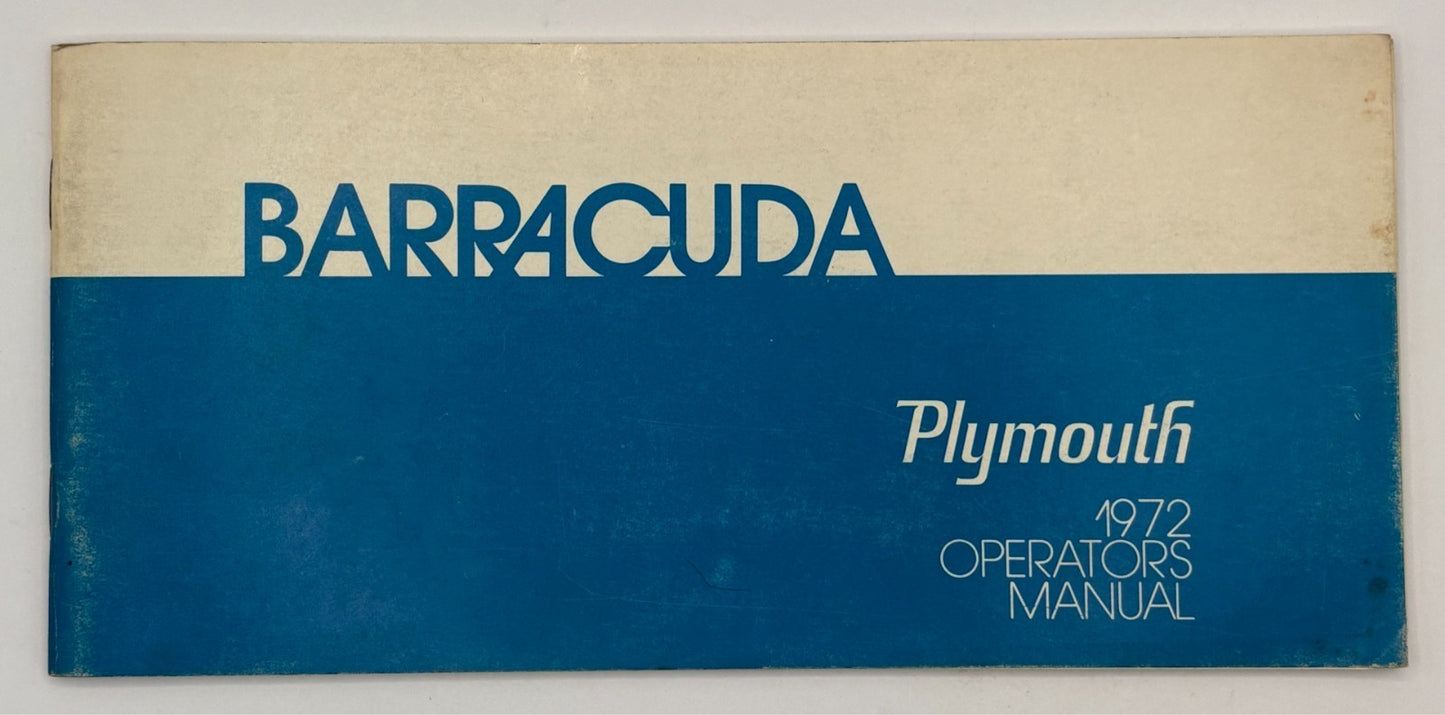 BARRACUDA
Plymouth
1972
OPERATORS
MANUAL